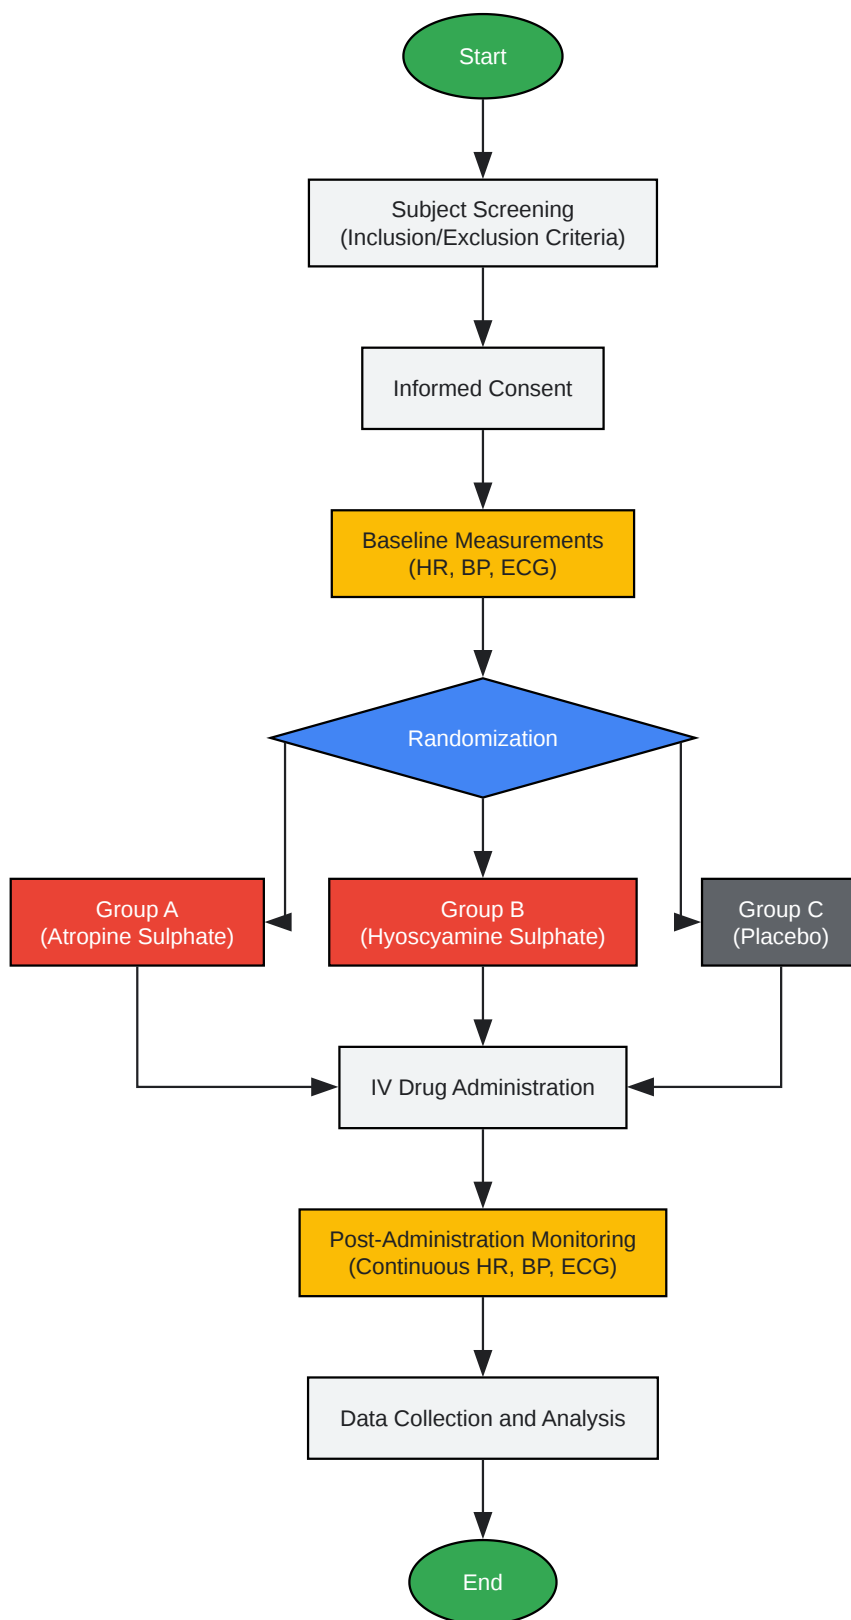 Start
Subject Screening
(Inclusion/Exclusion Criteria)
Informed Consent
Baseline Measurements
(HR, BP, ECG)
Randomization
Group A
(Atropine Sulphate)
Group B
(Hyoscyamine Sulphate)
Group C
(Placebo)
IV Drug Administration
Post-Administration Monitoring
(Continuous HR, BP, ECG)
Data Collection and Analysis
End